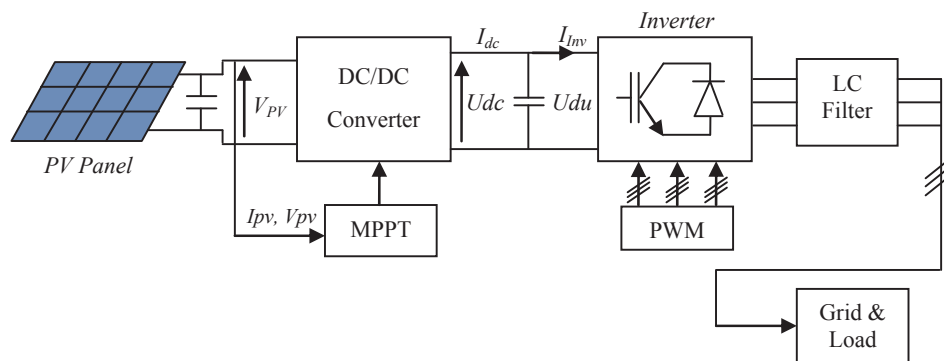 Inverter
I_dc
I_Inv
DC/DC
Converter
LC
Filter
V_PV
Udc
Udu
PV Panel
Ipv, Vpv
MPPT
PWM
Grid &
Load